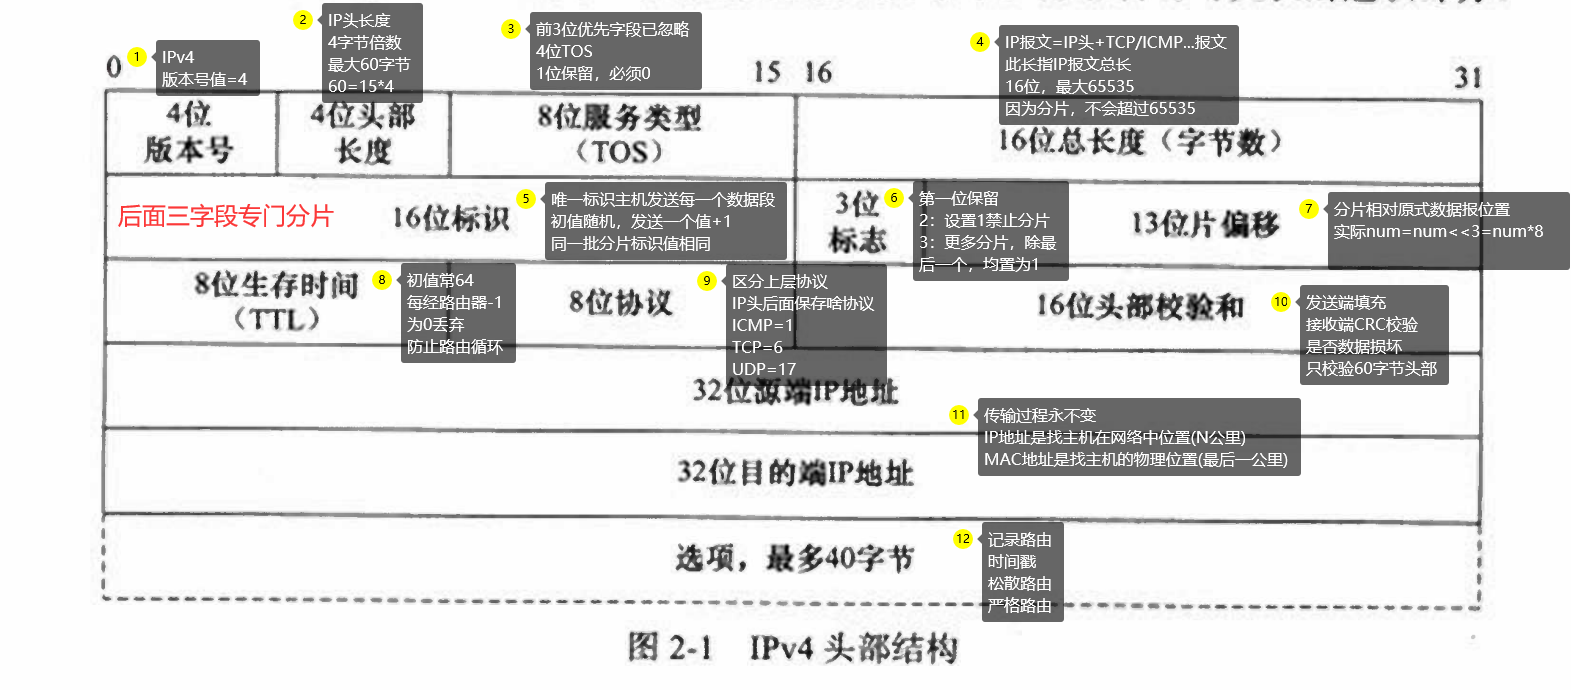 0
15 16
31
1
IPv4
版本号值=4
2
IP头长度
4字节倍数
最大60字节
60=15*4
3
前3位优先字段已忽略
4位TOS
1位保留，必须0
4
IP报文=IP头+TCP/ICMP...报文
此长指IP报文总长
16位，最大65535
因为分片，不会超过65535
4位
版本号
4位头部
长度
8位服务类型
（TOS）
16位总长度（字节数）
后面三字段专门分片
16位标识
5
唯一标识主机发送每一个数据段
初值随机，发送一个值+1
同一批分片标识值相同
3位
标志
6
第一位保留
2：设置1禁止分片
3：更多分片，除最
后一个，均置为1
13位片偏移
7
分片相对原式数据报位置
实际num=num<<3=num*8
8位生存时间
（TTL）
8
初值常64
每经路由器-1
为0丢弃
防止路由循环
8位协议
9
区分上层协议
IP头后面保存啥协议
ICMP=1
TCP=6
UDP=17
16位头部校验和
10
发送端填充
接收端CRC校验
是否数据损坏
只校验60字节头部
32位源端IP地址
11
传输过程永不变
IP地址是找主机在网络中位置(N公里)
MAC地址是找主机的物理位置(最后一公里)
32位目的端IP地址
选项，最多40字节
12
记录路由
时间戳
松散路由
严格路由
图 2-1 IPv4 头部结构